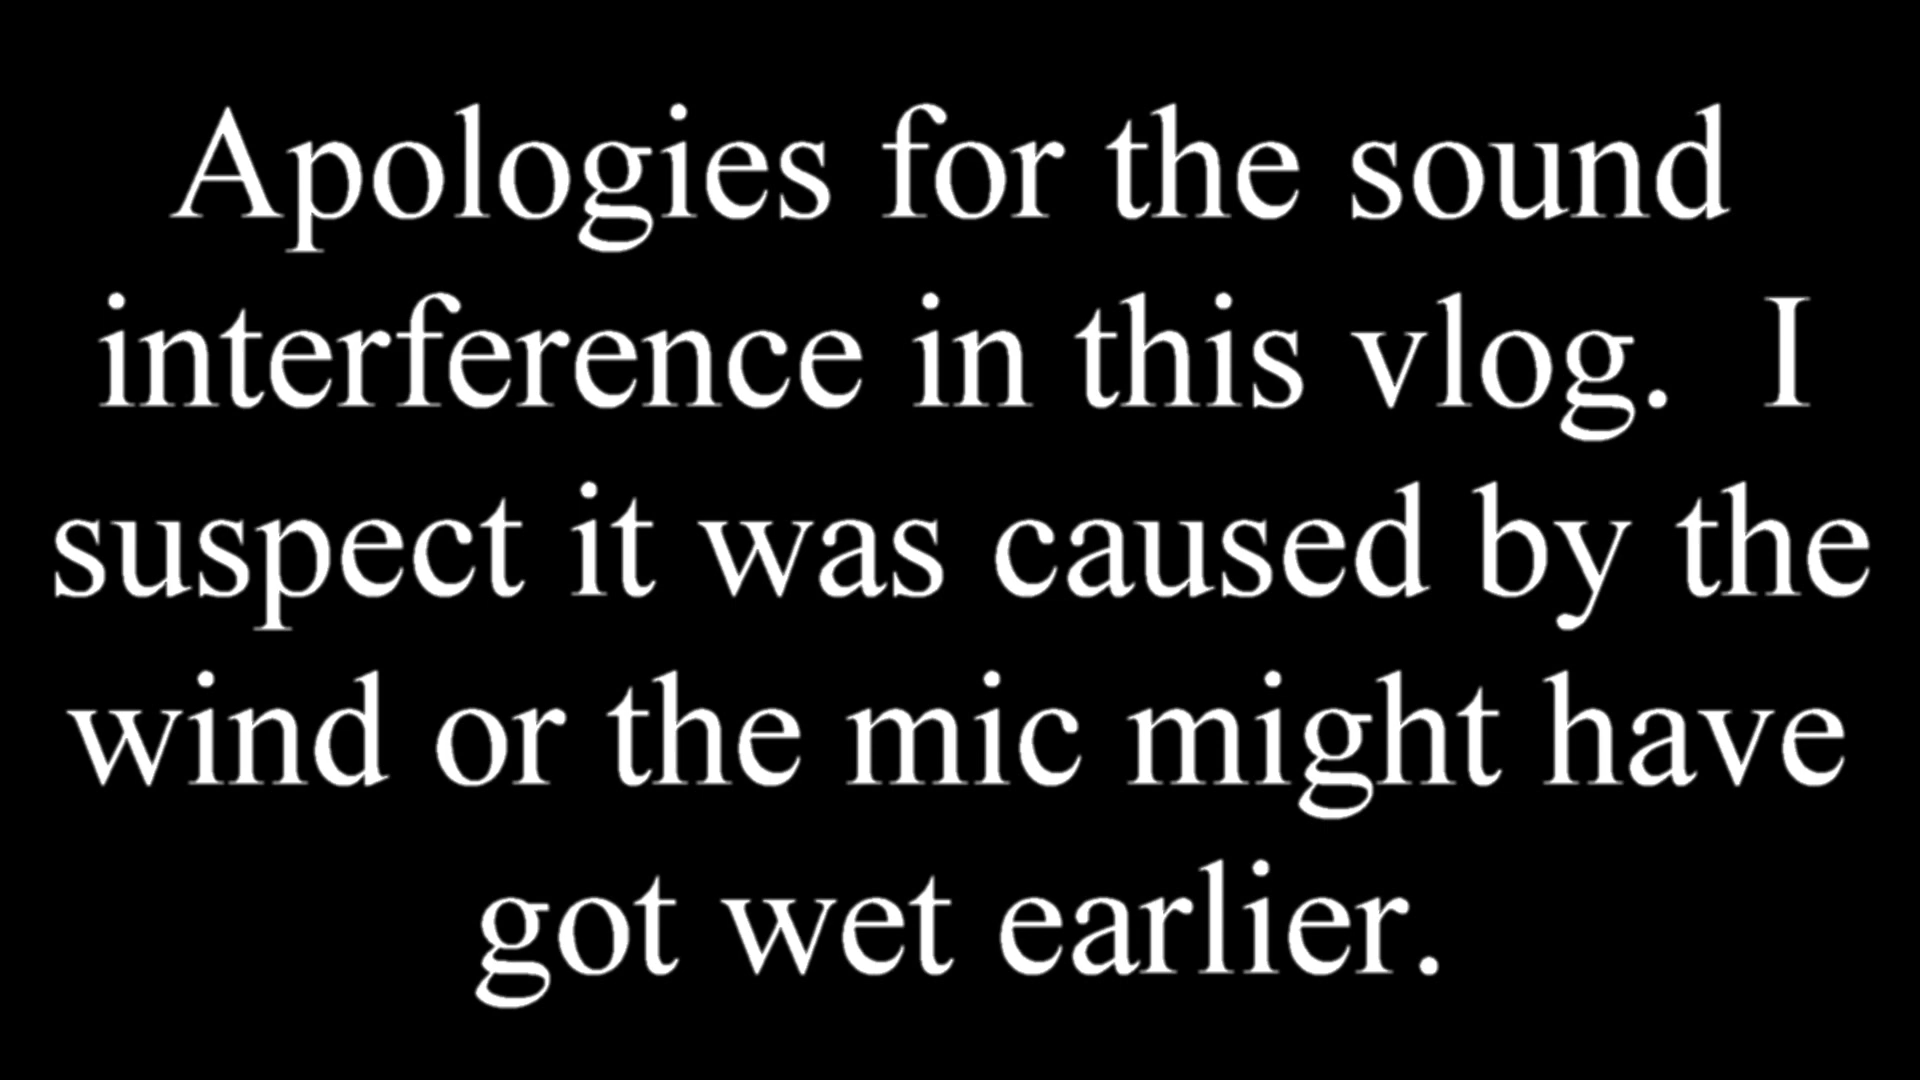 Apologies for the sound
interference in this vlog.  I
suspect it was caused by the
wind or the mic might have
got wet earlier.